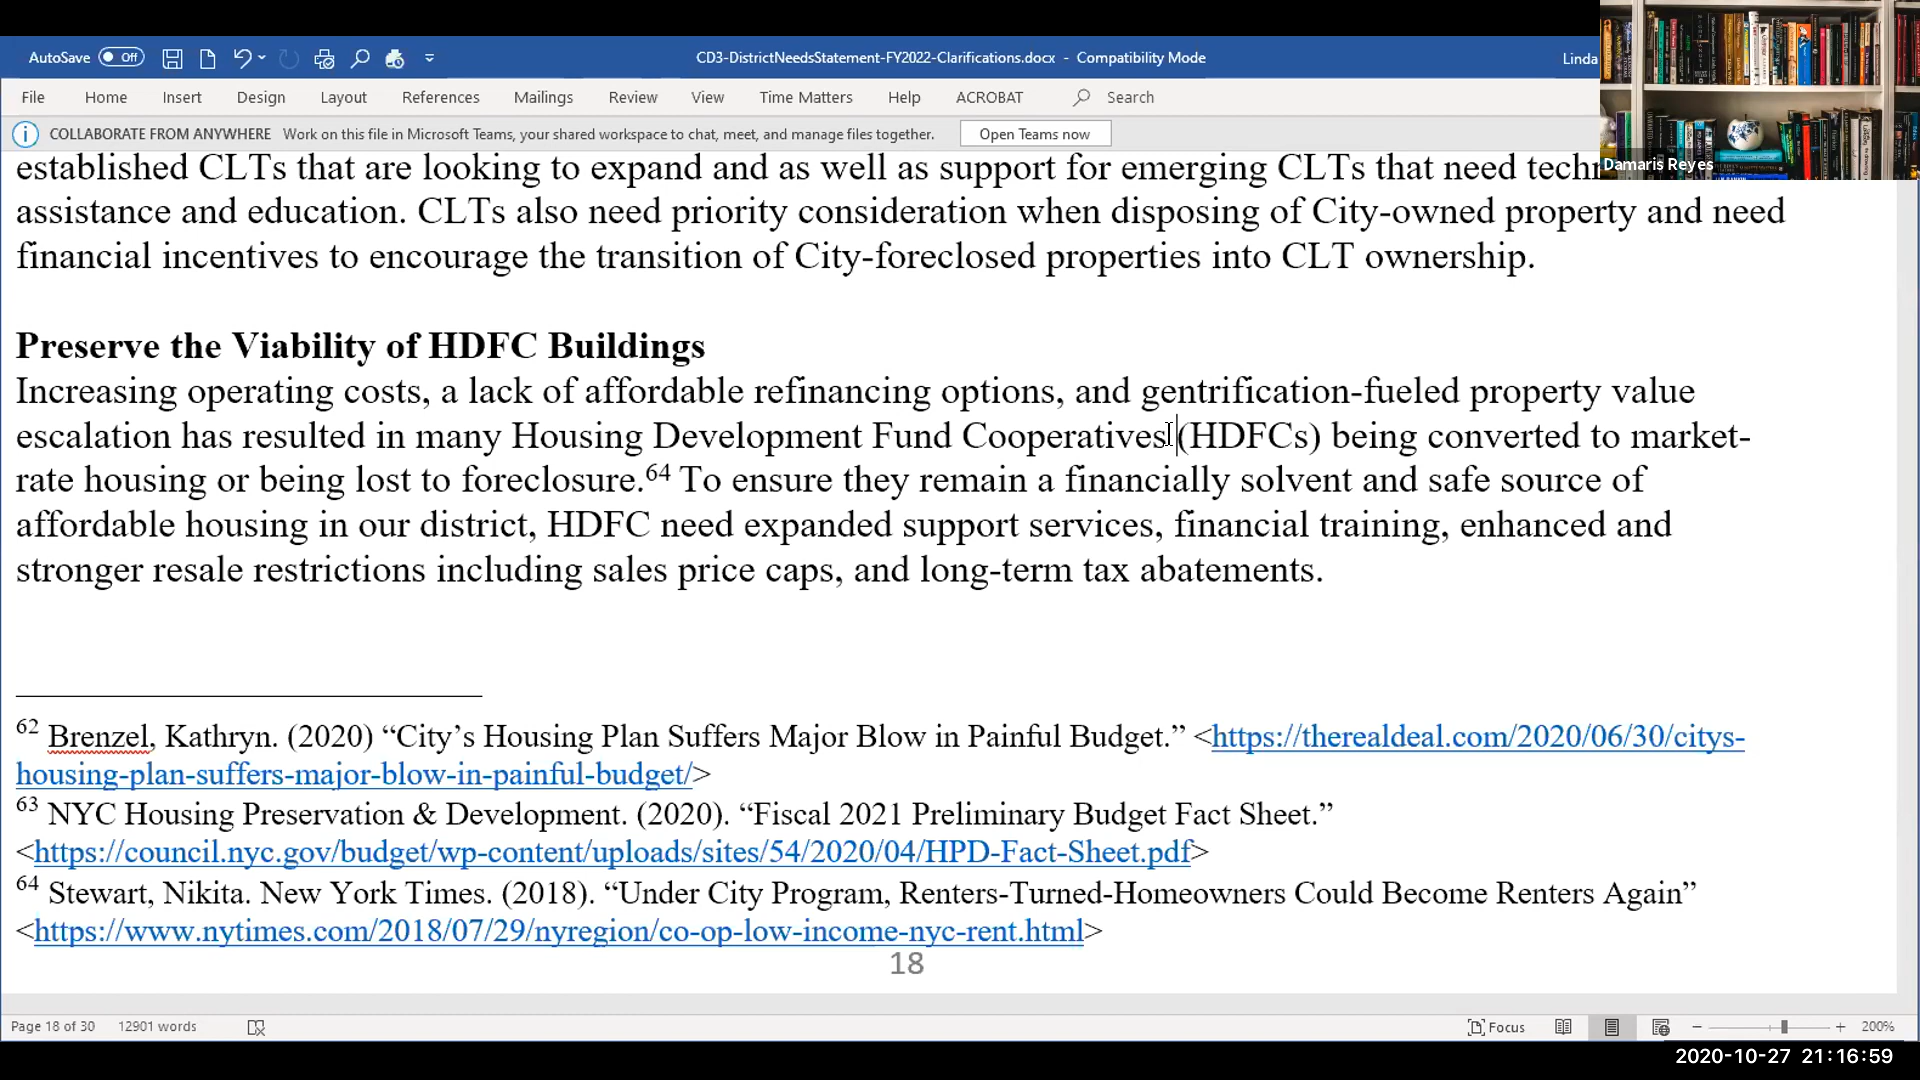 AutoSave Off CD3-DistrictNeedsStatement-FY2022-Clarifications.docx - Compatibility Mode Linda
File Home Insert Design Layout References Mailings Review View Time Matters Help ACROBAT Search
COLLABORATE FROM ANYWHERE Work on this file in Microsoft Teams, your shared workspace to chat, meet, and manage files together. Open Teams now
Damaris Reyes
established CLTs that are looking to expand and as well as support for emerging CLTs that need techn
assistance and education. CLTs also need priority consideration when disposing of City-owned property and need
financial incentives to encourage the transition of City-foreclosed properties into CLT ownership.
Preserve the Viability of HDFC Buildings
Increasing operating costs, a lack of affordable refinancing options, and gentrification-fueled property value
escalation has resulted in many Housing Development Fund Cooperatives (HDFCs) being converted to market-
rate housing or being lost to foreclosure.64 To ensure they remain a financially solvent and safe source of
affordable housing in our district, HDFC need expanded support services, financial training, enhanced and
stronger resale restrictions including sales price caps, and long-term tax abatements.
62 Brenzel, Kathryn. (2020) “City’s Housing Plan Suffers Major Blow in Painful Budget.” <https://therealdeal.com/2020/06/30/citys-
housing-plan-suffers-major-blow-in-painful-budget/>
63 NYC Housing Preservation & Development. (2020). “Fiscal 2021 Preliminary Budget Fact Sheet.”
<https://council.nyc.gov/budget/wp-content/uploads/sites/54/2020/04/HPD-Fact-Sheet.pdf>
64 Stewart, Nikita. New York Times. (2018). “Under City Program, Renters-Turned-Homeowners Could Become Renters Again”
<https://www.nytimes.com/2018/07/29/nyregion/co-op-low-income-nyc-rent.html>
18
Page 18 of 30 12901 words Focus 200%
2020-10-27 21:16:59